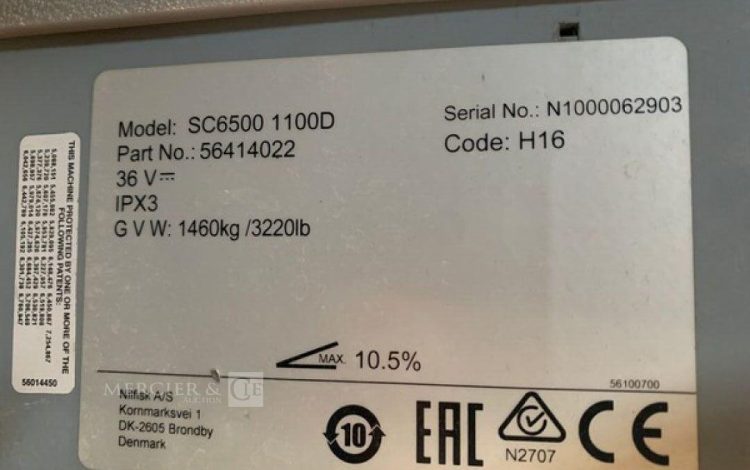 Model: SC6500 1100D
Part No.: 56414022
36 V
IPX3
G V W: 1460kg /3220lb
Serial No.: N1000062903
Code: H16
THIS MACHINE PROTECTED BY ONE OR MORE OF THE
FOLLOWING PATENTS:
56014450
MAX. 10.5%
56100700
MERCIER & CIE
AUCTION
Nilfisk A/S
Kornmarksvej 1
DK-2605 Brondby
Denmark
10
EAC
N2707
CE